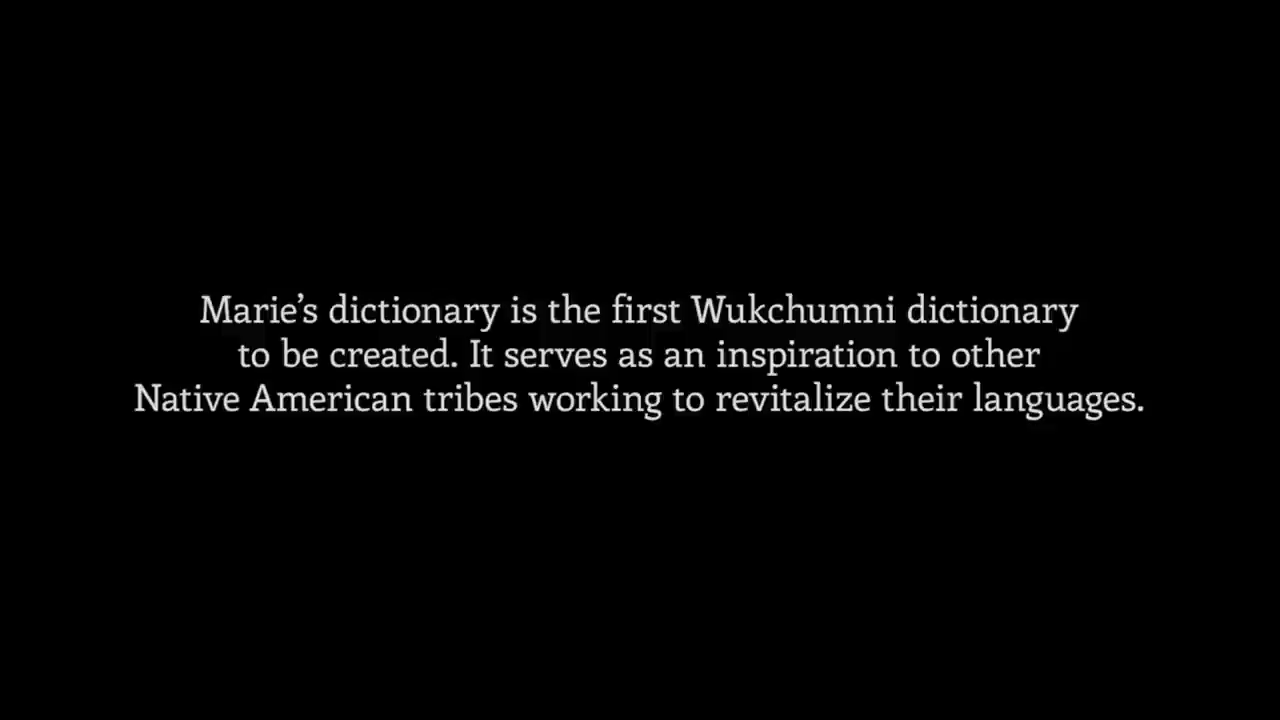 Marie’s dictionary is the first Wukchumni dictionary
to be created. It serves as an inspiration to other
Native American tribes working to revitalize their languages.